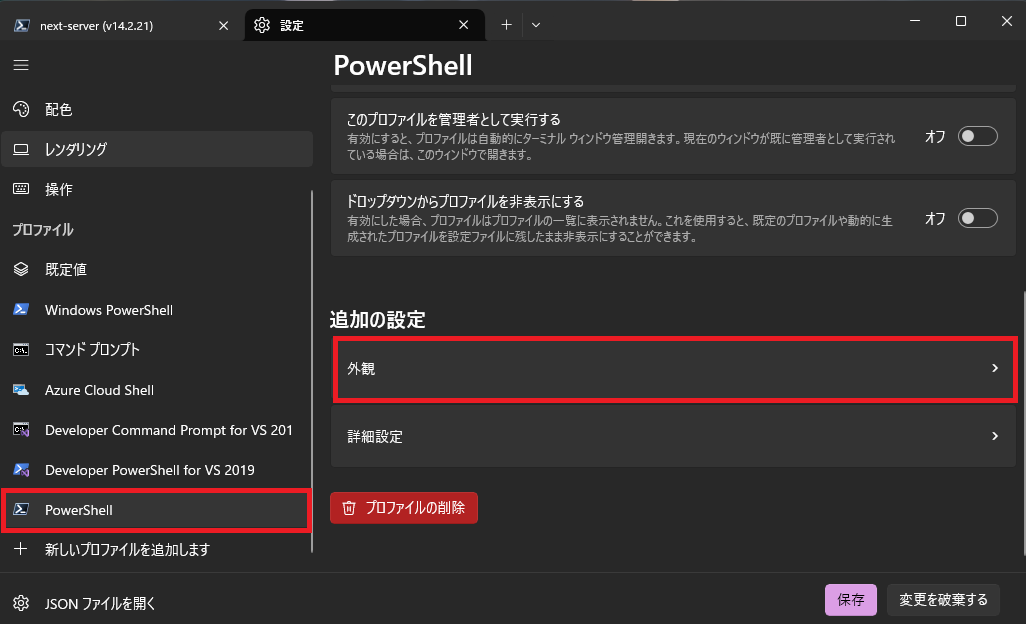 next-server (v14.2.21)
設定
PowerShell
配色
レンダリング
操作
プロファイル
既定値
Windows PowerShell
コマンド プロンプト
Azure Cloud Shell
Developer Command Prompt for VS 201
Developer PowerShell for VS 2019
PowerShell
新しいプロファイルを追加します
JSON ファイルを開く
このプロファイルを管理者として実行する
有効にすると、プロファイルは自動的にターミナル ウィンドウ管理開きます。現在のウィンドウが既に管理者として実行され
ている場合は、このウィンドウで開きます。
オフ
ドロップダウンからプロファイルを非表示にする
有効にした場合、プロファイルはプロファイルの一覧に表示されません。これを使用すると、既定のプロファイルや動的に生
成されたプロファイルを設定ファイルに残したまま非表示にすることができます。
オフ
追加の設定
外観
詳細設定
プロファイルの削除
保存
変更を破棄する